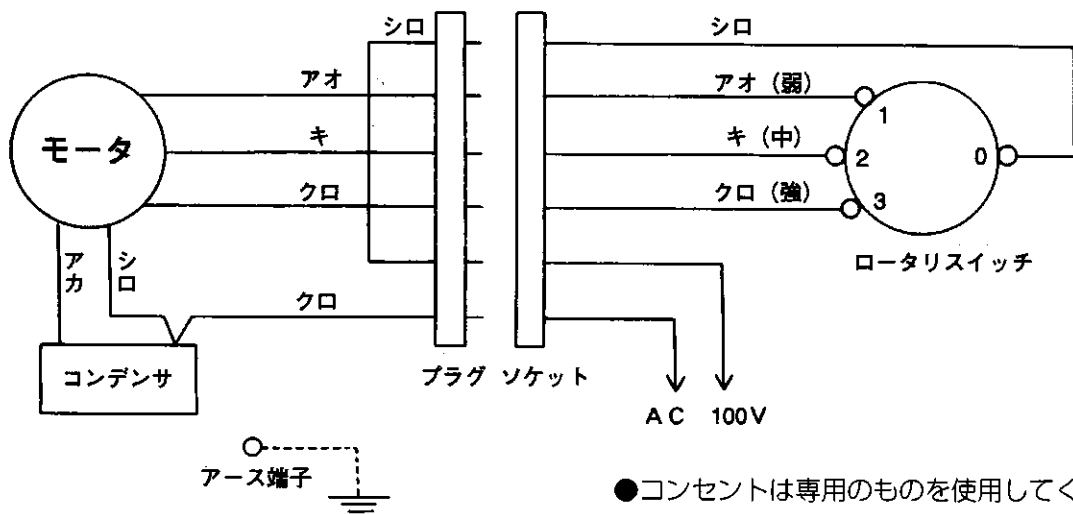 シロ
シロ
アオ
アオ (弱)
モータ
キ
キ (中)
1
2
0
3
クロ
クロ (強)
アカ
シロ
クロ
ロータリスイッチ
コンデンサ
プラグ ソケット
AC 100V
アース端子
●コンセントは専用のものを使用してく